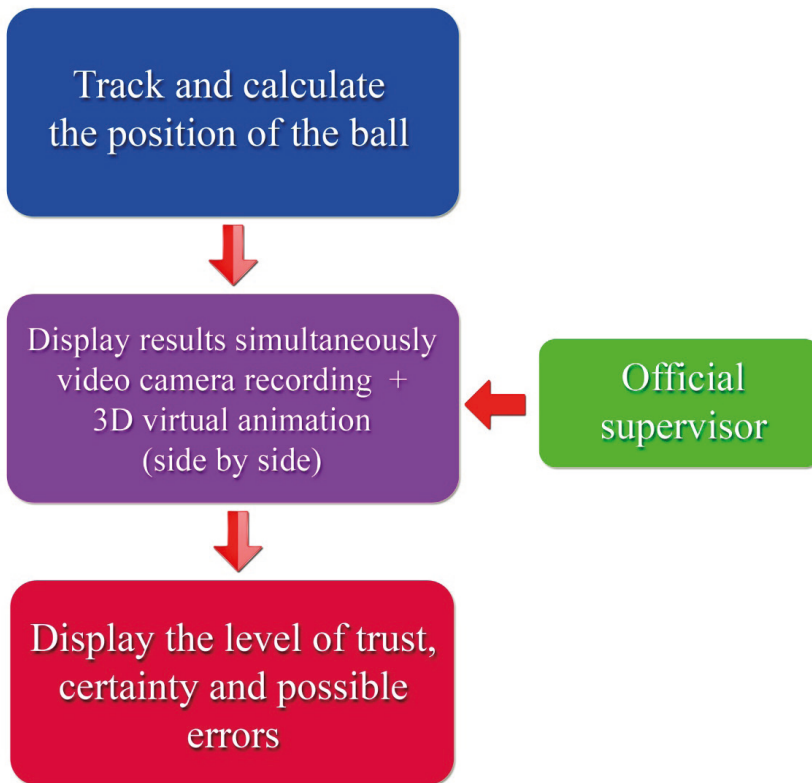 Track and calculate
the position of the ball
Display results simultaneously
video camera recording +
3D virtual animation
(side by side)
Official
supervisor
Display the level of trust,
certainty and possible
errors